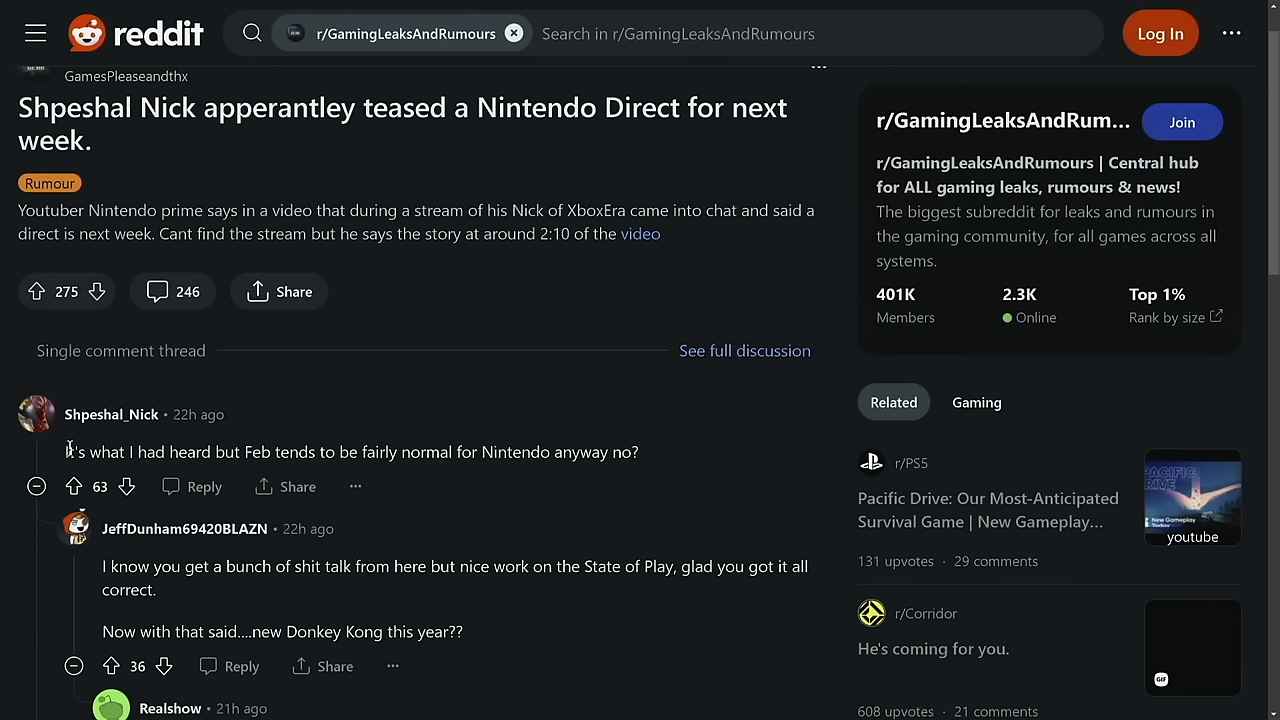 reddit
r/GamingLeaksAndRumours
Search in r/GamingLeaksAndRumours
Log In
GamesPleaseandthx
Shpeshal Nick apperantley teased a Nintendo Direct for next
week.
Rumour
Youtuber Nintendo prime says in a video that during a stream of his Nick of XboxEra came into chat and said a
direct is next week. Cant find the stream but he says the story at around 2:10 of the video
275
246
Share
Single comment thread
See full discussion
Shpeshal_Nick • 22h ago
It's what I had heard but Feb tends to be fairly normal for Nintendo anyway no?
63
Reply
Share
JeffDunham69420BLAZN • 22h ago
I know you get a bunch of shit talk from here but nice work on the State of Play, glad you got it all
correct.
Now with that said....new Donkey Kong this year??
36
Reply
Share
Realshow • 21h ago
r/GamingLeaksAndRum...
Join
r/GamingLeaksAndRumours | Central hub
for ALL gaming leaks, rumours & news!
The biggest subreddit for leaks and rumours in
the gaming community, for all games across all
systems.
401K
2.3K
Top 1%
Members
Online
Rank by size
Related
Gaming
r/PS5
Pacific Drive: Our Most-Anticipated
Survival Game | New Gameplay...
PACIFIC
DRIVE
New Gameplay
Today
youtube
131 upvotes · 29 comments
r/Corridor
He's coming for you.
GIF
608 upvotes · 21 comments